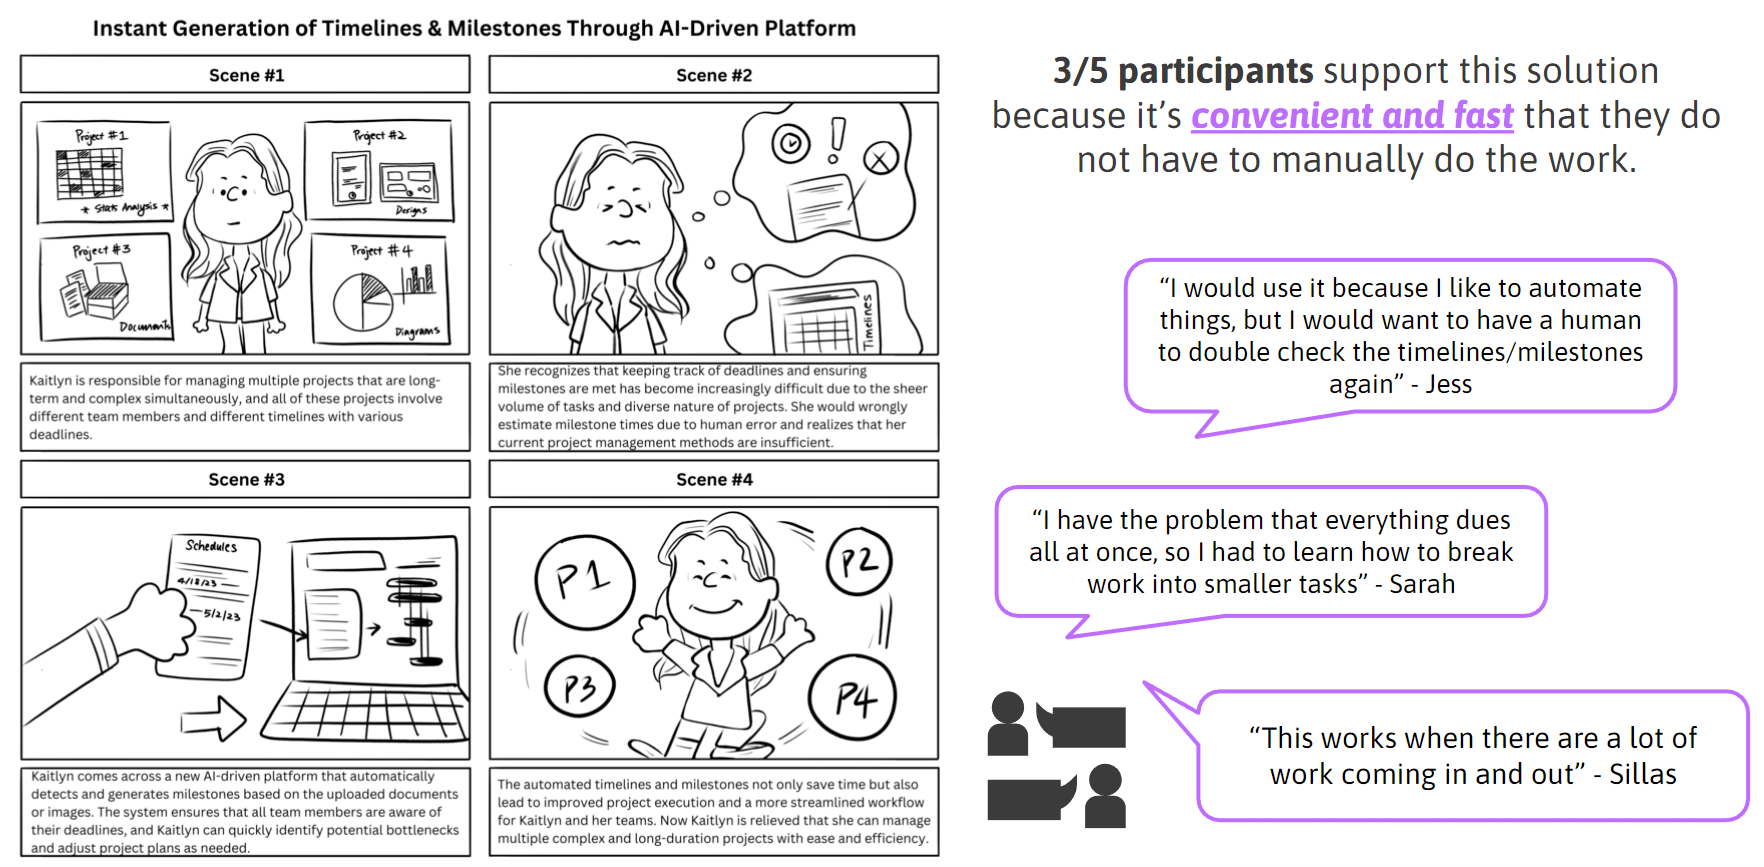 Instant Generation of Timelines & Milestones Through AI-Driven Platform
Scene #1
Project #1
* Stats Analysis *
Project #2
Designs
Project #3
Documents
Project #4
Diagrams
Kaitlyn is responsible for managing multiple projects that are long-
term and complex simultaneously, and all of these projects involve
different team members and different timelines with various
deadlines.
Scene #2
!
Timelines
She recognizes that keeping track of deadlines and ensuring
milestones are met has become increasingly difficult due to the sheer
volume of tasks and diverse nature of projects. She would wrongly
estimate milestone times due to human error and realizes that her
current project management methods are insufficient.
Scene #3
Schedules
4/18/23
5/2/23
Kaitlyn comes across a new AI-driven platform that automatically
detects and generates milestones based on the uploaded documents
or images. The system ensures that all team members are aware of
their deadlines, and Kaitlyn can quickly identify potential bottlenecks
and adjust project plans as needed.
Scene #4
P1
P2
P3
P4
The automated timelines and milestones not only save time but also
lead to improved project execution and a more streamlined workflow
for Kaitlyn and her teams. Now Kaitlyn is relieved that she can manage
multiple complex and long-duration projects with ease and efficiency.
3/5 participants support this solution
because it's convenient and fast that they do
not have to manually do the work.
“I would use it because I like to automate
things, but I would want to have a human
to double check the timelines/milestones
again” - Jess
“I have the problem that everything dues
all at once, so I had to learn how to break
work into smaller tasks” - Sarah
“This works when there are a lot of
work coming in and out” - Sillas